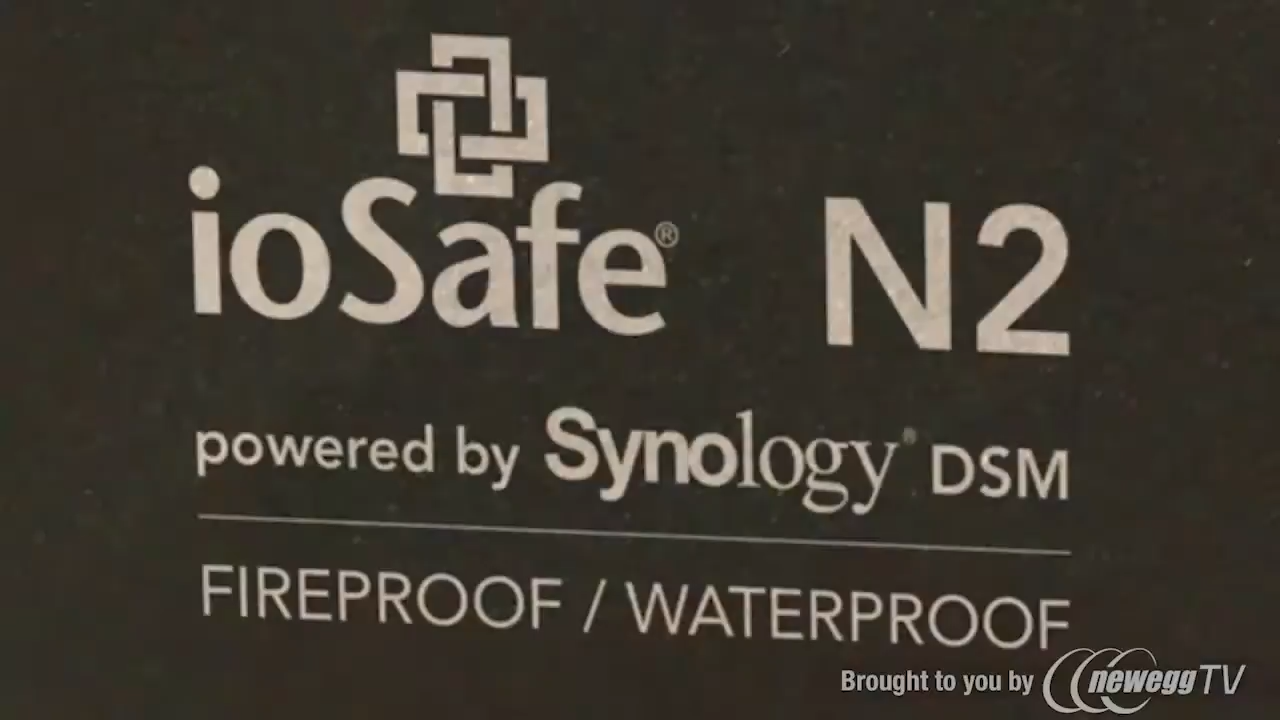 ioSafe® N2
powered by Synology® DSM
FIREPROOF / WATERPROOF
Brought to you by neweggTV